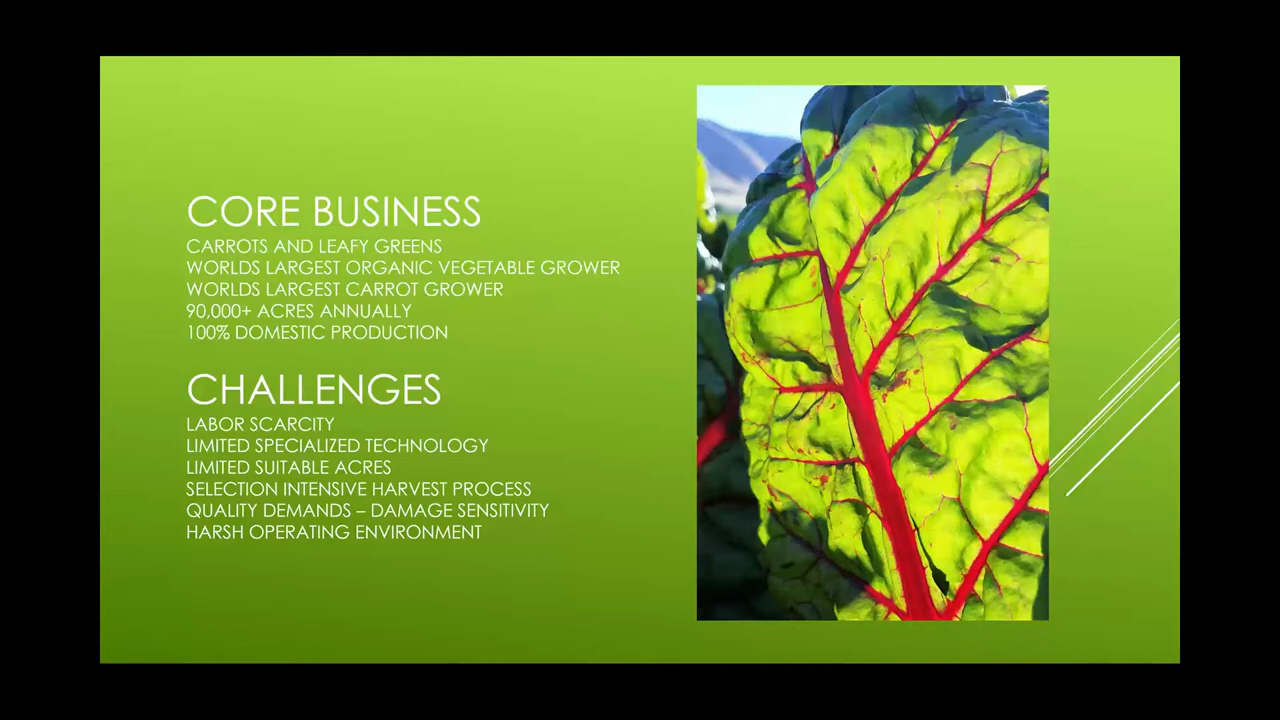 CORE BUSINESS
CARROTS AND LEAFY GREENS
WORLDS LARGEST ORGANIC VEGETABLE GROWER
WORLDS LARGEST CARROT GROWER
90,000+ ACRES ANNUALLY
100% DOMESTIC PRODUCTION
CHALLENGES
LABOR SCARCITY
LIMITED SPECIALIZED TECHNOLOGY
LIMITED SUITABLE ACRES
SELECTION INTENSIVE HARVEST PROCESS
QUALITY DEMANDS – DAMAGE SENSITIVITY
HARSH OPERATING ENVIRONMENT